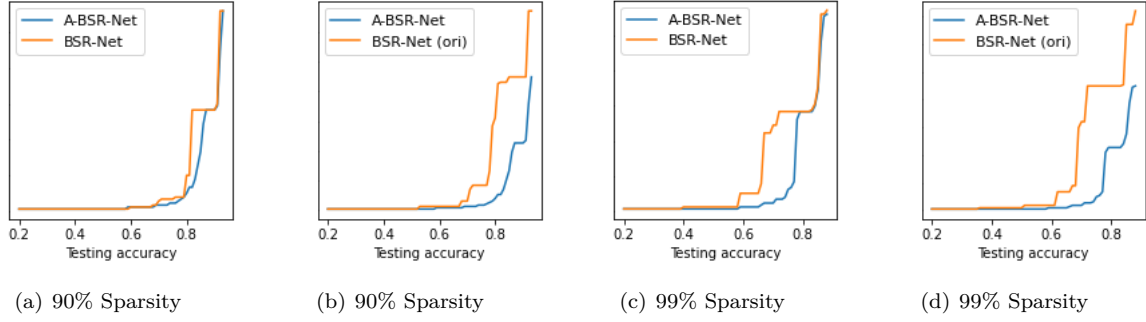 A-BSR-Net
BSR-Net
0.2 0.4 0.6 0.8
Testing accuracy
(a) 90% Sparsity
A-BSR-Net
BSR-Net (ori)
0.2 0.4 0.6 0.8
Testing accuracy
(b) 90% Sparsity
A-BSR-Net
BSR-Net
0.2 0.4 0.6 0.8
Testing accuracy
(c) 99% Sparsity
A-BSR-Net
BSR-Net (ori)
0.2 0.4 0.6 0.8
Testing accuracy
(d) 99% Sparsity